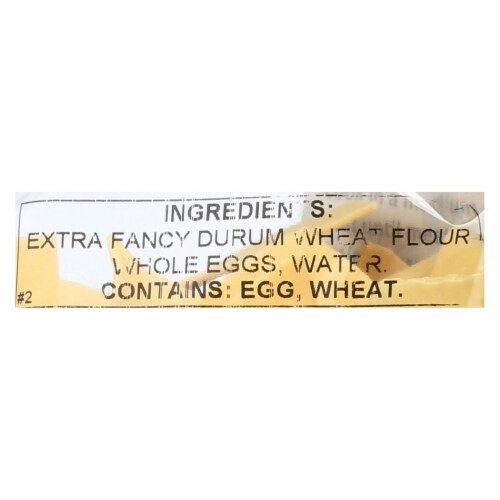 INGREDIENTS:
EXTRA FANCY DURUM WHEAT FLOUR
WHOLE EGGS, WATER.
CONTAINS: EGG, WHEAT.
#2